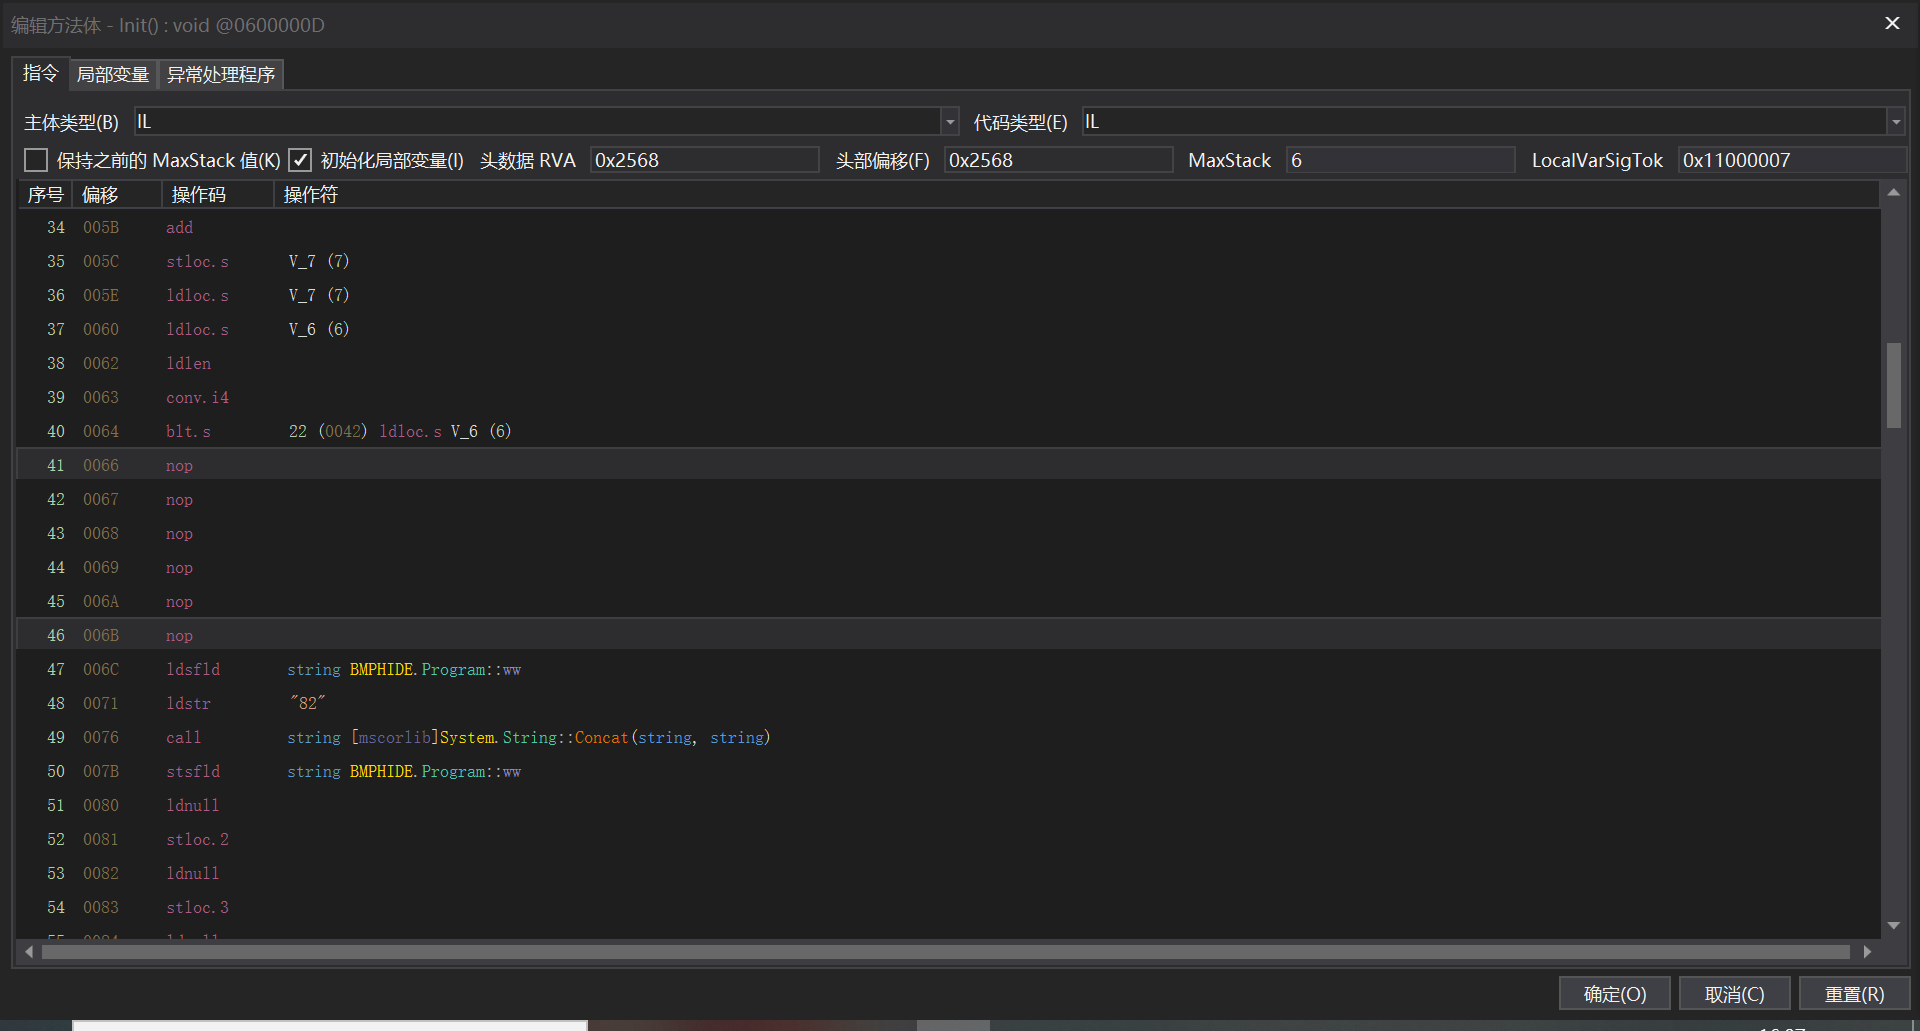 编辑方法体 - Init() : void @0600000D
指令 局部变量 异常处理程序
主体类型(B) IL 代码类型(E) IL
保持之前的 MaxStack 值(K) 初始化局部变量(I) 头数据 RVA 0x2568 头部偏移(F) 0x2568 MaxStack 6 LocalVarSigTok 0x11000007
序号 偏移 操作码 操作符
34 005B add
35 005C stloc.s V_7 (7)
36 005E ldloc.s V_7 (7)
37 0060 ldloc.s V_6 (6)
38 0062 ldlen
39 0063 conv.i4
40 0064 blt.s 22 (0042) ldloc.s V_6 (6)
41 0066 nop
42 0067 nop
43 0068 nop
44 0069 nop
45 006A nop
46 006B nop
47 006C ldsfld string BMPHIDE.Program::ww
48 0071 ldstr "82"
49 0076 call string [mscorlib]System.String::Concat(string, string)
50 007B stsfld string BMPHIDE.Program::ww
51 0080 ldnull
52 0081 stloc.2
53 0082 ldnull
54 0083 stloc.3
确定(O) 取消(C) 重置(R)